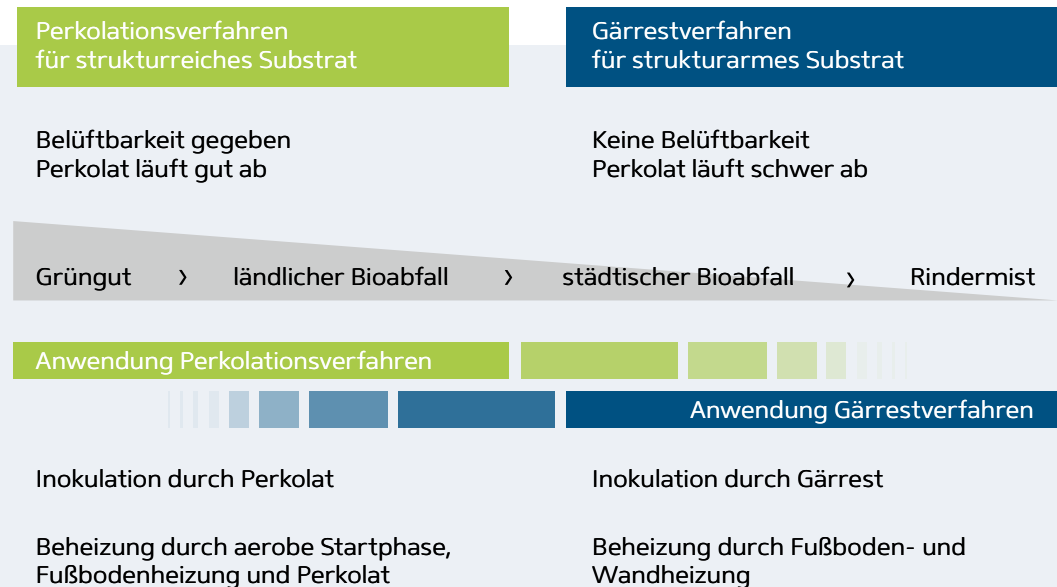 Perkolationsverfahren
für strukturreiches Substrat
Gärrestverfahren
für strukturarmes Substrat
Belüftbarkeit gegeben
Perkolat läuft gut ab
Keine Belüftbarkeit
Perkolat läuft schwer ab
Grüngut › ländlicher Bioabfall › städtischer Bioabfall › Rindermist
Anwendung Perkolationsverfahren
Anwendung Gärrestverfahren
Inokulation durch Perkolat
Inokulation durch Gärrest
Beheizung durch aerobe Startphase,
Fußbodenheizung und Perkolat
Beheizung durch Fußboden- und
Wandheizung